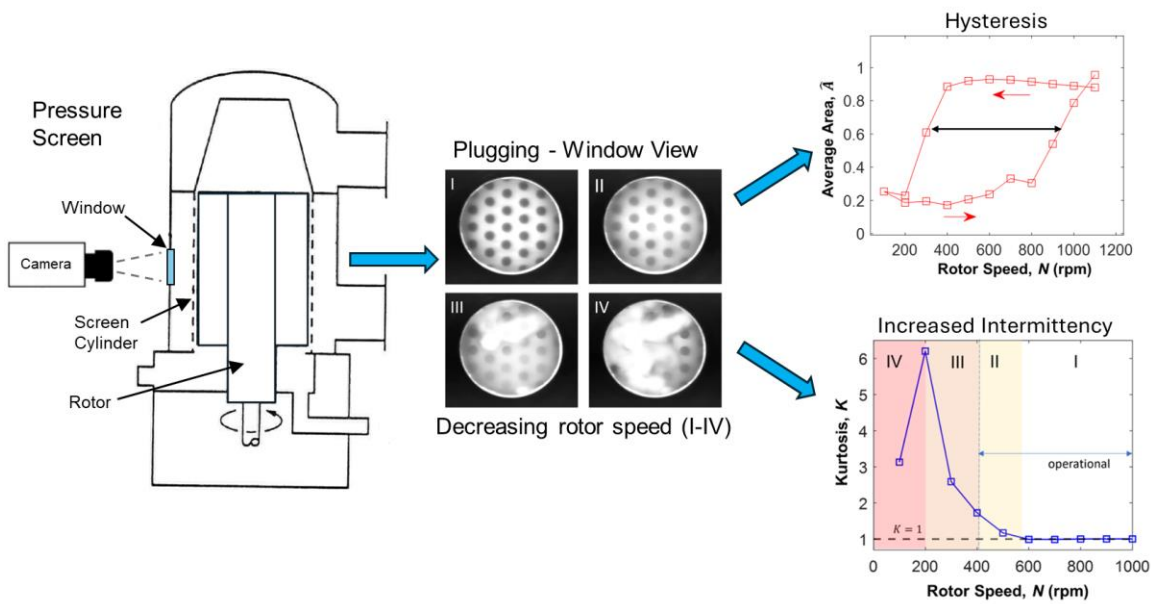 Pressure
Screen
Window
Camera
Screen
Cylinder
Rotor
Plugging - Window View
I
II
III
IV
Decreasing rotor speed (I-IV)
Hysteresis
Average Area, Ā
1
0.8
0.6
0.4
0.2
0
200
400
600
800
1000
1200
Rotor Speed, N (rpm)
Increased Intermittency
Kurtosis, K
6
5
4
3
2
1
IV
III
II
I
operational
K = 1
0
200
400
600
800
1000
Rotor Speed, N (rpm)